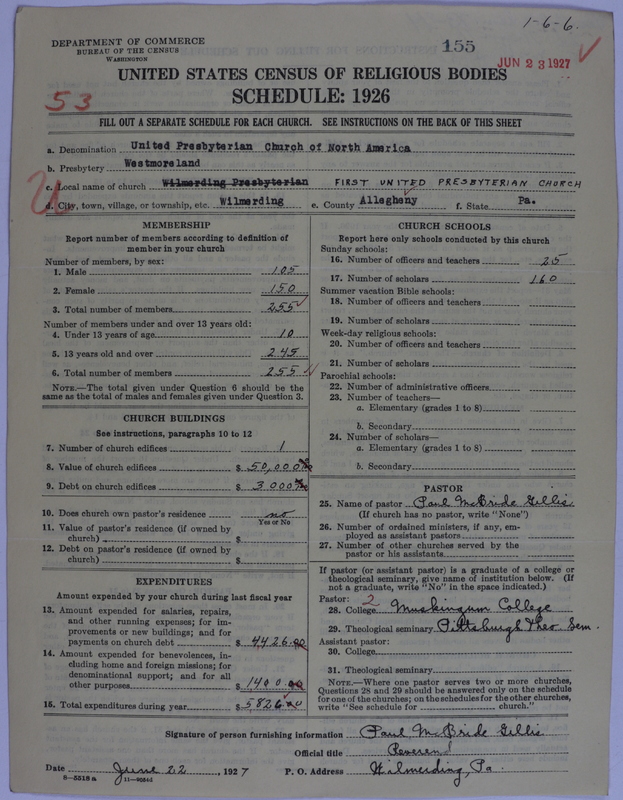 1-6-6.
DEPARTMENT OF COMMERCE
BUREAU OF THE CENSUS
WASHINGTON
155
JUN 23 1927
UNITED STATES CENSUS OF RELIGIOUS BODIES
53
SCHEDULE: 1926
FILL OUT A SEPARATE SCHEDULE FOR EACH CHURCH. SEE INSTRUCTIONS ON THE BACK OF THIS SHEET
a. Denomination United Presbyterian Church of North America
b. Presbytery Westmoreland
c. Local name of church Wilmerding Presbyterian FIRST UNITED PRESBYTERIAN CHURCH
d. City, town, village, or township, etc. Wilmerding e. County Allegheny f. State Pa.
MEMBERSHIP
Report number of members according to definition of
member in your church
Number of members, by sex:
1. Male 105
2. Female 150
3. Total number of members 255
Number of members under and over 13 years old:
4. Under 13 years of age 10
5. 13 years old and over 245
6. Total number of members 255
NOTE.—The total given under Question 6 should be the
same as the total of males and females given under Question 3.
CHURCH BUILDINGS
See instructions, paragraphs 10 to 12
7. Number of church edifices 1
8. Value of church edifices $ 50,000
9. Debt on church edifices $ 3000
10. Does church own pastor's residence no
Yes or No
11. Value of pastor's residence (if owned by
church) $
12. Debt on pastor's residence (if owned by
church) $
EXPENDITURES
Amount expended by your church during last fiscal year
13. Amount expended for salaries, repairs,
and other running expenses; for im-
provements or new buildings; and for
payments on church debt $ 4426.00
14. Amount expended for benevolences, in-
cluding home and foreign missions; for
denominational support; and for all
other purposes $ 1400.00
15. Total expenditures during year $ 5826.00
CHURCH SCHOOLS
Report here only schools conducted by this church
Sunday schools:
16. Number of officers and teachers 25
17. Number of scholars 160
Summer vacation Bible schools:
18. Number of officers and teachers
19. Number of scholars
Week-day religious schools:
20. Number of officers and teachers
21. Number of scholars
Parochial schools:
22. Number of administrative officers
23. Number of teachers—
a. Elementary (grades 1 to 8)
b. Secondary
24. Number of scholars—
a. Elementary (grades 1 to 8)
b. Secondary
PASTOR
25. Name of pastor Paul McBride Gillis
(If church has no pastor, write "None")
26. Number of ordained ministers, if any, em-
ployed as assistant pastors
27. Number of other churches served by the
pastor or his assistants
If pastor (or assistant pastor) is a graduate of a college or
theological seminary, give name of institution below. (If
not a graduate, write "No" in the space indicated.)
Pastor: 2
28. College Muskingum College
29. Theological seminary Pittsburgh Theo. Sem.
Assistant pastor:
30. College
31. Theological seminary
NOTE.—Where one pastor serves two or more churches,
Questions 28 and 29 should be answered only on the schedule
for one of the churches; on the schedules for the other churches,
write "See schedule for church."
Signature of person furnishing information Paul McBride Gillis
Official title Reverend
Date June 22, 1927 P. O. Address Wilmerding, Pa.
8-5518a